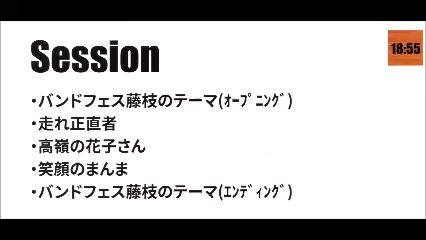 Session
18:55
・バンドフェス藤枝のテーマ(ｵｰﾌﾟﾆﾝｸﾞ)
・走れ正直者
・高嶺の花子さん
・笑顔のまんま
・バンドフェス藤枝のテーマ(ｴﾝﾃﾞｨﾝｸﾞ)